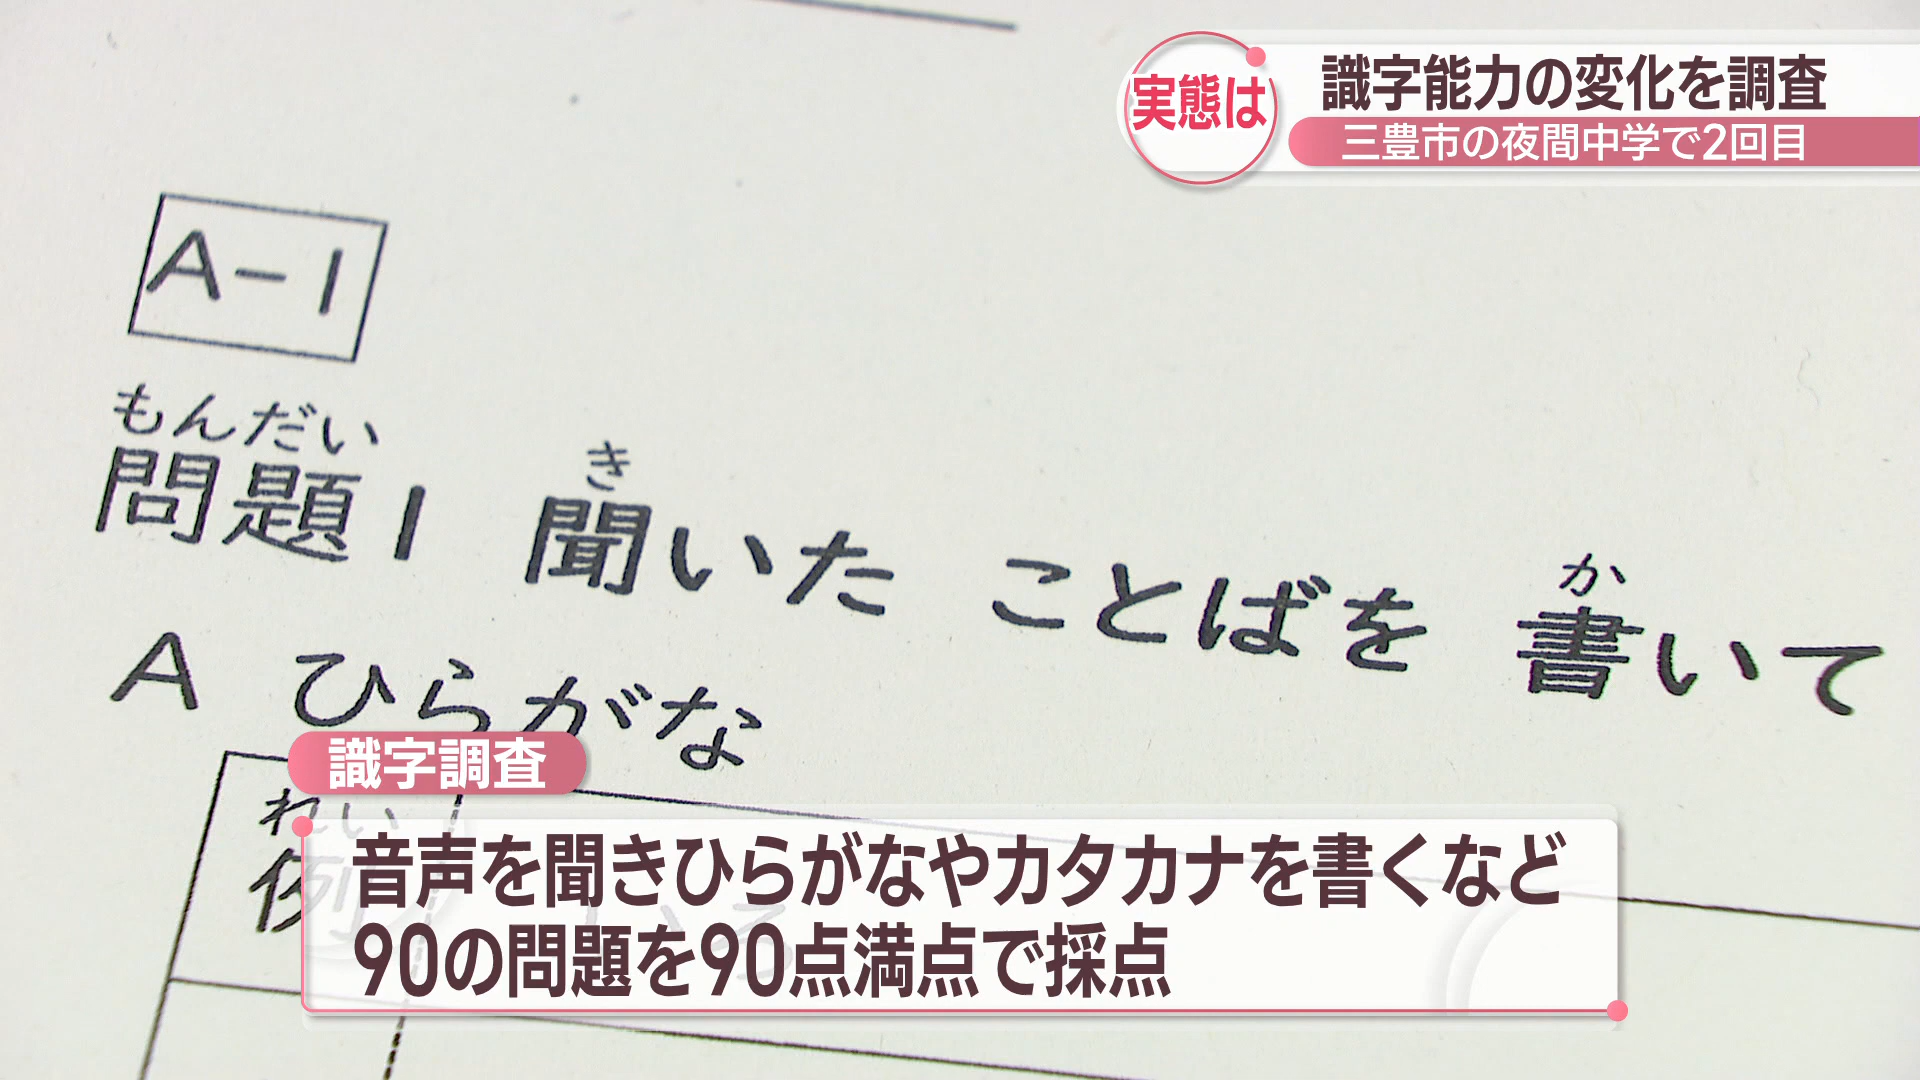 実態は
識字能力の変化を調査
三豊市の夜間中学で2回目
A-1
もんだい
問題1 聞いた ことばを 書いて
き
か
A ひらがな
識字調査
れい
例
音声を聞きひらがなやカタカナを書くなど
90の問題を90点満点で採点